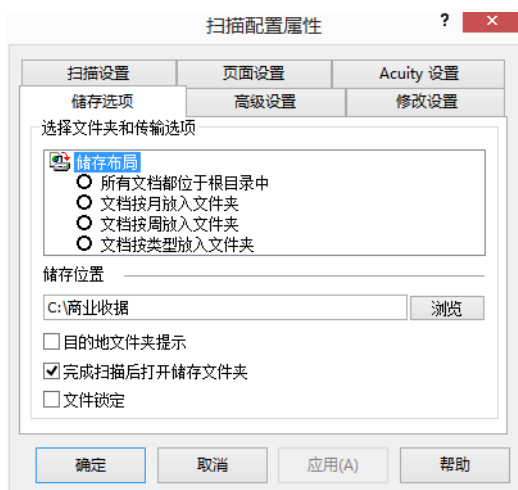 扫描配置属性
?
扫描设置 页面设置 Acuity 设置
储存选项 高级设置 修改设置
选择文件夹和传输选项
储存布局
所有文档都位于根目录中
文档按月放入文件夹
文档按周放入文件夹
文档按类型放入文件夹
储存位置
C:\商业收据 浏览
目的地文件夹提示
完成扫描后打开储存文件夹
文件锁定
确定 取消 应用(A) 帮助